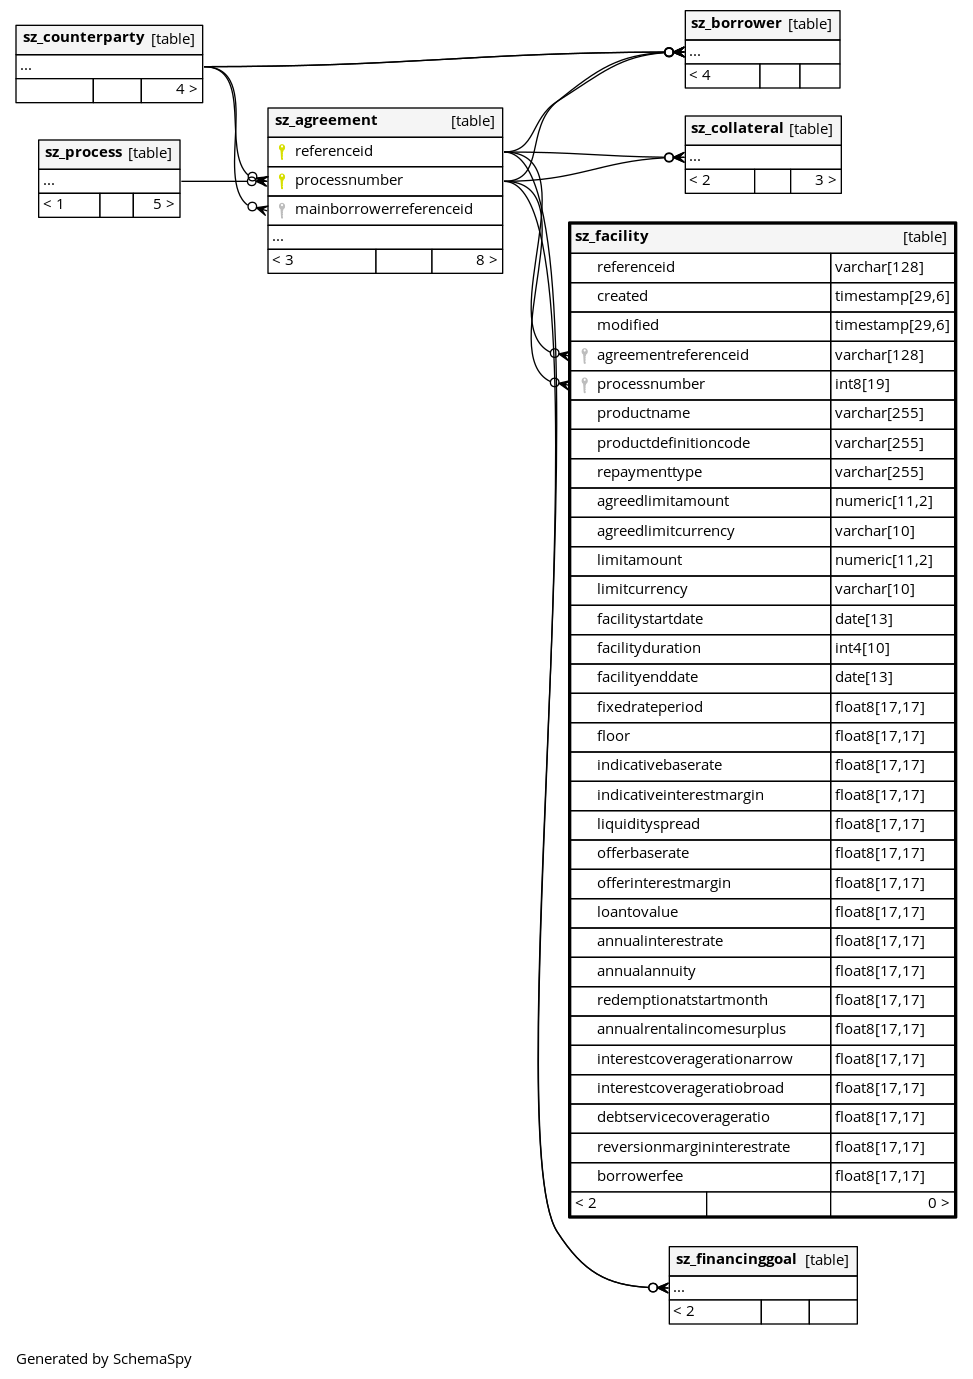 sz_counterparty [table]
...
4 >
sz_process [table]
...
< 1 5 >
sz_agreement [table]
referenceid
processnumber
mainborrowerreferenceid
...
< 3 8 >
sz_borrower [table]
...
< 4
sz_collateral [table]
...
< 2 3 >
sz_facility [table]
referenceid varchar[128]
created timestamp[29,6]
modified timestamp[29,6]
agreementreferenceid varchar[128]
processnumber int8[19]
productname varchar[255]
productdefinitioncode varchar[255]
repaymenttype varchar[255]
agreedlimitamount numeric[11,2]
agreedlimitcurrency varchar[10]
limitamount numeric[11,2]
limitcurrency varchar[10]
facilitystartdate date[13]
facilityduration int4[10]
facilityenddate date[13]
fixedrateperiod float8[17,17]
floor float8[17,17]
indicativebaserate float8[17,17]
indicativeinterestmargin float8[17,17]
liquidityspread float8[17,17]
offerbaserate float8[17,17]
offerinterestmargin float8[17,17]
loantovalue float8[17,17]
annualinterestrate float8[17,17]
annualannuity float8[17,17]
redemptionatstartmonth float8[17,17]
annualrentalincomesurplus float8[17,17]
interestcoveragerationarrow float8[17,17]
interestcoverageratiobroad float8[17,17]
debtservicecoverageratio float8[17,17]
reversionmargininterestrate float8[17,17]
borrowerfee float8[17,17]
< 2 0 >
sz_financinggoal [table]
...
< 2
Generated by SchemaSpy